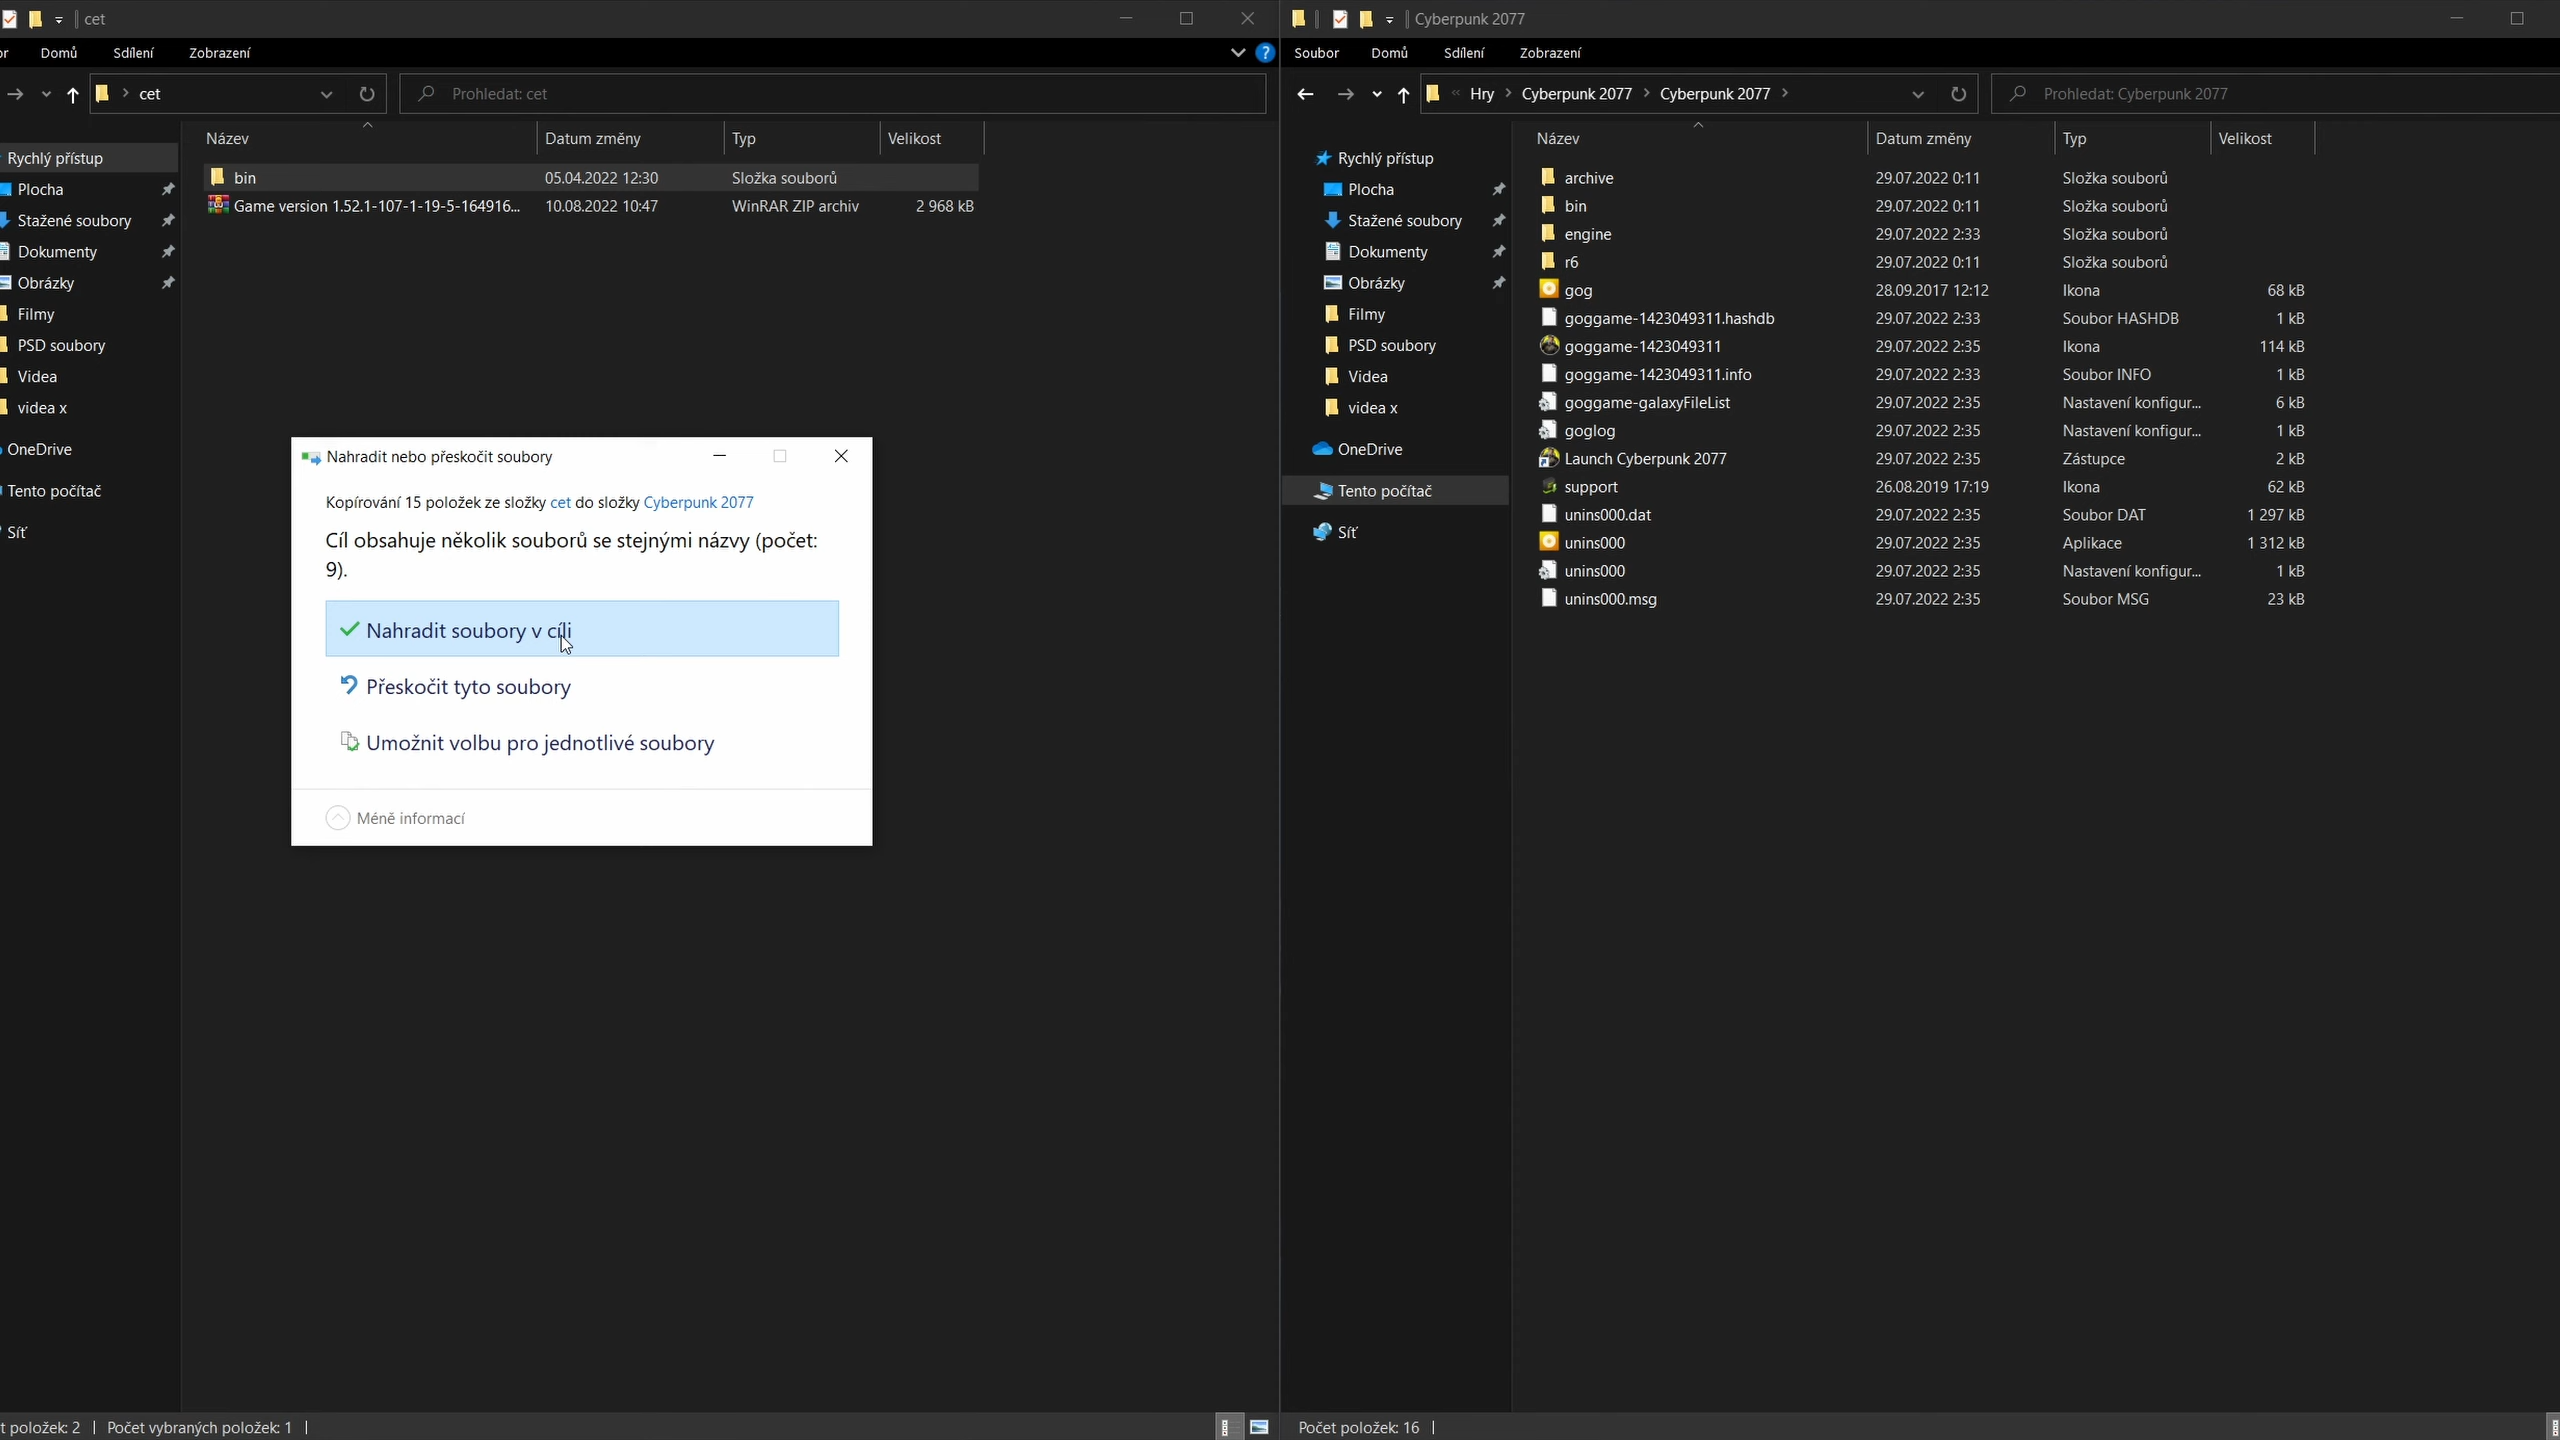 cet
Domů Sdílení Zobrazení
cet
Prohledat: cet
Název Datum změny Typ Velikost
Rychlý přístup
Plocha
Stažené soubory
Dokumenty
Obrázky
Filmy
PSD soubory
Videa
videa x
OneDrive
Tento počítač
Síť
bin 05.04.2022 12:30 Složka souborů
Game version 1.52.1-107-1-19-5-164916... 10.08.2022 10:47 WinRAR ZIP archiv 2 968 kB
Nahradit nebo přeskočit soubory
Kopírování 15 položek ze složky cet do složky Cyberpunk 2077
Cíl obsahuje několik souborů se stejnými názvy (počet:
9).
Nahradit soubory v cíli
Přeskočit tyto soubory
Umožnit volbu pro jednotlivé soubory
Méně informací
t položek: 2 Počet vybraných položek: 1
Cyberpunk 2077
Soubor Domů Sdílení Zobrazení
« Hry Cyberpunk 2077 Cyberpunk 2077
Prohledat: Cyberpunk 2077
Název Datum změny Typ Velikost
Rychlý přístup
Plocha
Stažené soubory
Dokumenty
Obrázky
Filmy
PSD soubory
Videa
videa x
OneDrive
Tento počítač
Síť
archive 29.07.2022 0:11 Složka souborů
bin 29.07.2022 0:11 Složka souborů
engine 29.07.2022 2:33 Složka souborů
r6 29.07.2022 0:11 Složka souborů
gog 28.09.2017 12:12 Ikona 68 kB
goggame-1423049311.hashdb 29.07.2022 2:33 Soubor HASHDB 1 kB
goggame-1423049311 29.07.2022 2:35 Ikona 114 kB
goggame-1423049311.info 29.07.2022 2:33 Soubor INFO 1 kB
goggame-galaxyFileList 29.07.2022 2:35 Nastavení konfigur... 6 kB
goglog 29.07.2022 2:35 Nastavení konfigur... 1 kB
Launch Cyberpunk 2077 29.07.2022 2:35 Zástupce 2 kB
support 26.08.2019 17:19 Ikona 62 kB
unins000.dat 29.07.2022 2:35 Soubor DAT 1 297 kB
unins000 29.07.2022 2:35 Aplikace 1 312 kB
unins000 29.07.2022 2:35 Nastavení konfigur... 1 kB
unins000.msg 29.07.2022 2:35 Soubor MSG 23 kB
Počet položek: 16